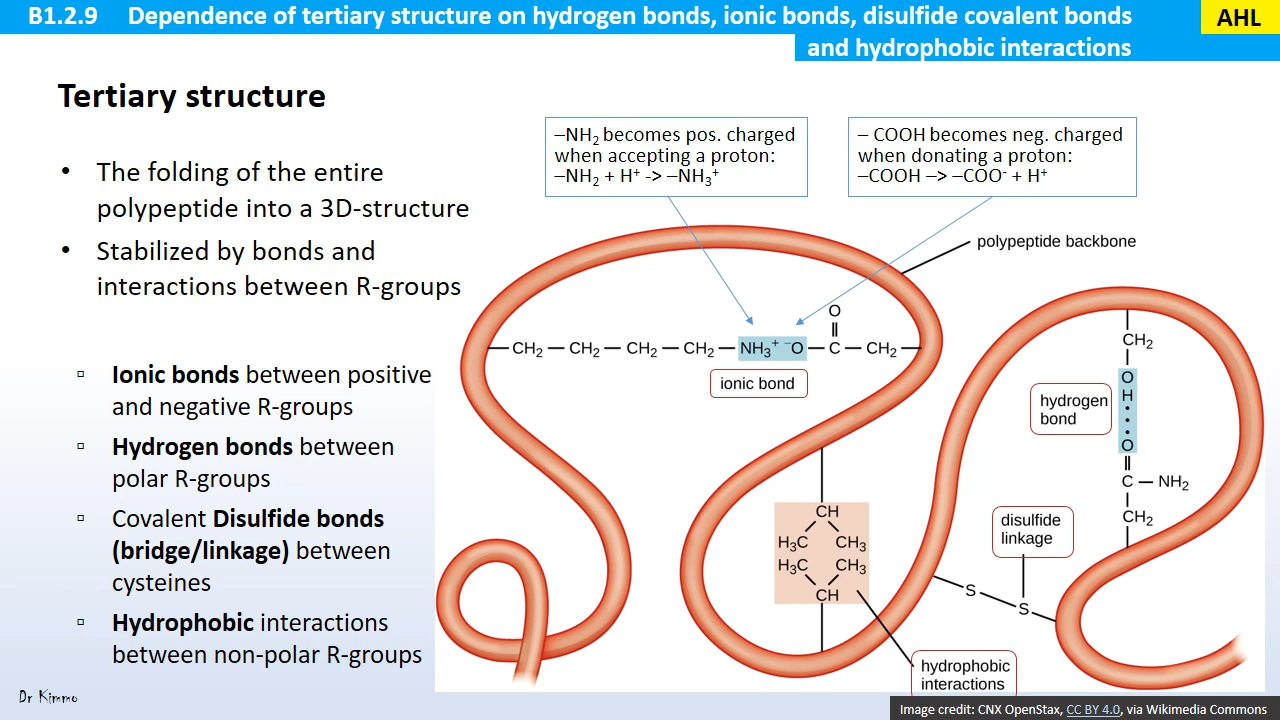 B1.2.9 Dependence of tertiary structure on hydrogen bonds, ionic bonds, disulfide covalent bonds
and hydrophobic interactions
AHL
Tertiary structure
• The folding of the entire
polypeptide into a 3D-structure
• Stabilized by bonds and
interactions between R-groups
▫ Ionic bonds between positive
and negative R-groups
▫ Hydrogen bonds between
polar R-groups
▫ Covalent Disulfide bonds
(bridge/linkage) between
cysteines
▫ Hydrophobic interactions
between non-polar R-groups
–NH₂ becomes pos. charged
when accepting a proton:
–NH₂ + H⁺ -> –NH₃⁺
– COOH becomes neg. charged
when donating a proton:
–COOH –> –COO⁻ + H⁺
polypeptide backbone
O
CH₂ — CH₂ — CH₂ — CH₂ — NH₃⁺ ⁻O — C — CH₂
ionic bond
CH₂
O
H
hydrogen
bond
O
C — NH₂
CH₂
CH
H₃C CH₃
H₃C CH₃
CH
disulfide
linkage
S
S
hydrophobic
interactions
Dr Kimmo
Image credit: CNX OpenStax, CC BY 4.0, via Wikimedia Commons